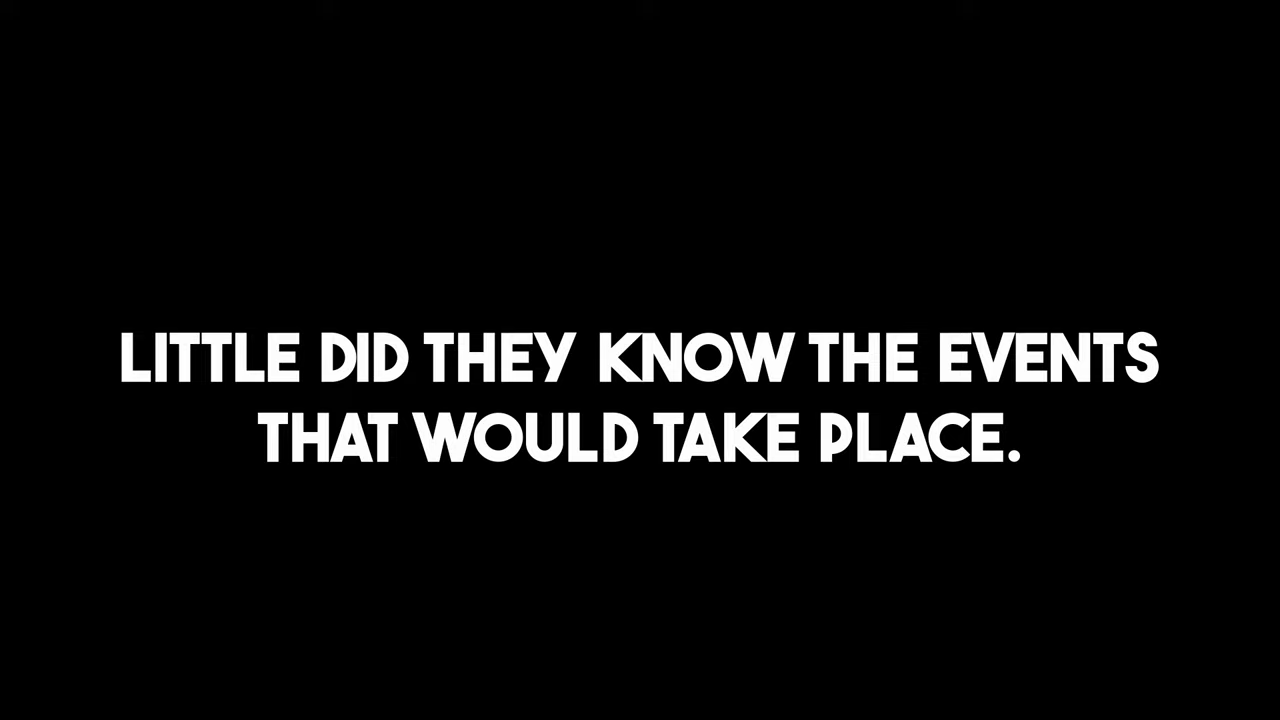 LITTLE DID THEY KNOW THE EVENTS
THAT WOULD TAKE PLACE.